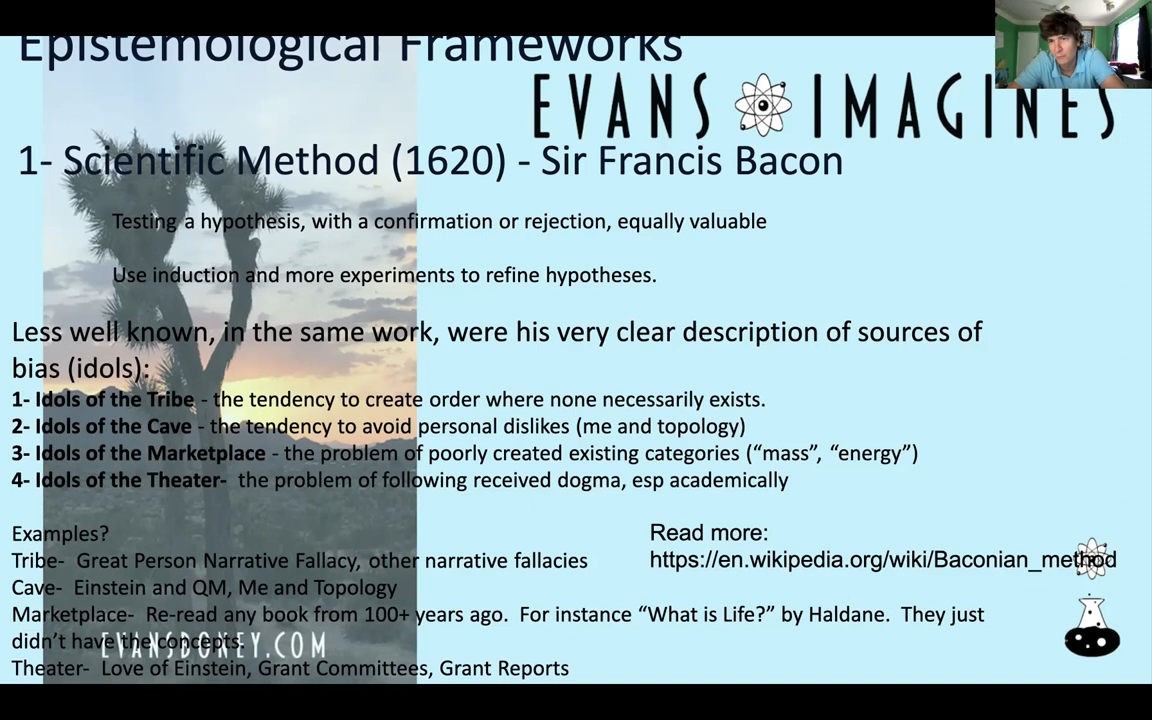 Epistemological Frameworks
EVANS IMAGINES
1- Scientific Method (1620) - Sir Francis Bacon
Testing a hypothesis, with a confirmation or rejection, equally valuable
Use induction and more experiments to refine hypotheses.
Less well known, in the same work, were his very clear description of sources of
bias (idols):
1- Idols of the Tribe - the tendency to create order where none necessarily exists.
2- Idols of the Cave - the tendency to avoid personal dislikes (me and topology)
3- Idols of the Marketplace - the problem of poorly created existing categories (“mass”, “energy”)
4- Idols of the Theater-  the problem of following received dogma, esp academically
Examples?
Tribe-  Great Person Narrative Fallacy, other narrative fallacies
Cave-  Einstein and QM, Me and Topology
Marketplace-  Re-read any book from 100+ years ago.  For instance “What is Life?” by Haldane.  They just
didn’t have the concepts.
Theater-  Love of Einstein, Grant Committees, Grant Reports
Read more:
https://en.wikipedia.org/wiki/Baconian_method
EVANSBONEY.COM